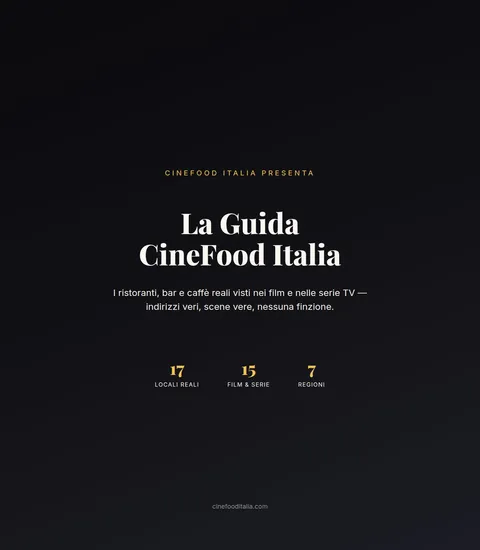 CINEFOOD ITALIA PRESENTA
La Guida
CineFood Italia
I ristoranti, bar e caffè reali visti nei film e nelle serie TV —
indirizzi veri, scene vere, nessuna finzione.
17 15 7
LOCALI REALI FILM & SERIE REGIONI
cinefooditalia.com